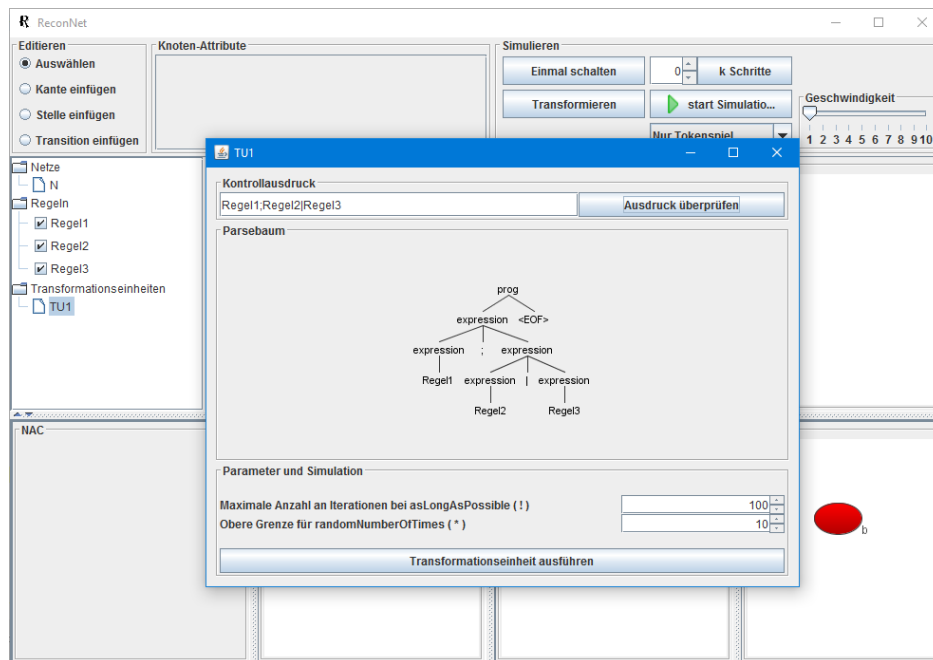 ReconNet
Editieren
Auswählen
Kante einfügen
Stelle einfügen
Transition einfügen
Knoten-Attribute
Simulieren
Einmal schalten
0
k Schritte
Transformieren
start Simulatio...
Nur Tokenspiel
Geschwindigkeit
1 2 3 4 5 6 7 8 9 10
Netze
N
Regeln
Regel1
Regel2
Regel3
Transformationseinheiten
TU1
TU1
Kontrollausdruck
Regel1;Regel2|Regel3
Ausdruck überprüfen
Parsebaum
prog
expression <EOF>
expression ; expression
Regel1 expression | expression
Regel2 Regel3
Parameter und Simulation
Maximale Anzahl an Iterationen bei asLongAsPossible ( ! )
100
Obere Grenze für randomNumberOfTimes ( * )
10
Transformationseinheit ausführen
NAC
b